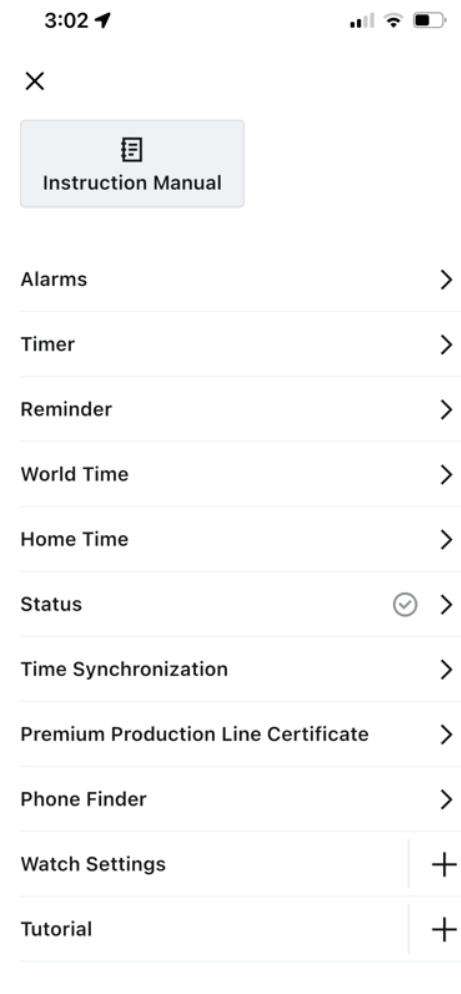 3:02
Instruction Manual
Alarms
Timer
Reminder
World Time
Home Time
Status
Time Synchronization
Premium Production Line Certificate
Phone Finder
Watch Settings
Tutorial